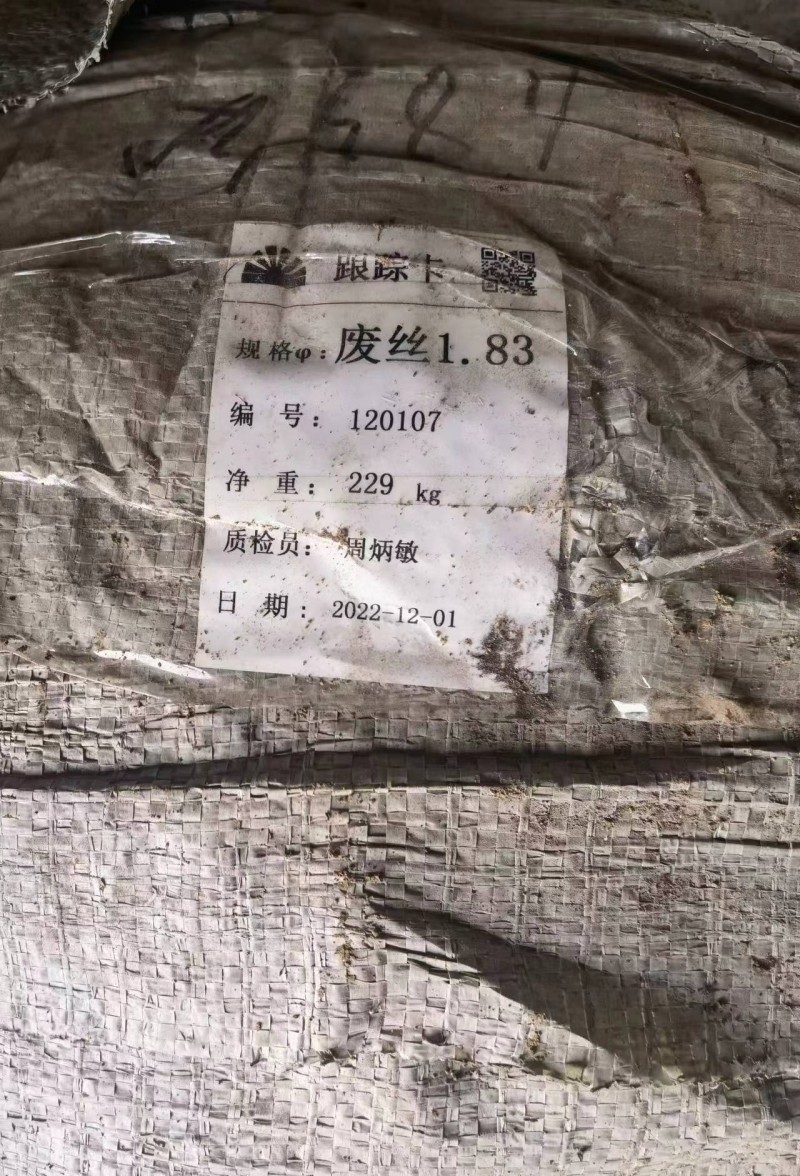 跟踪卡
规格φ：废丝1.83
编 号：120107
净 重：229 kg
质检员：周炳敏
日 期：2022-12-01